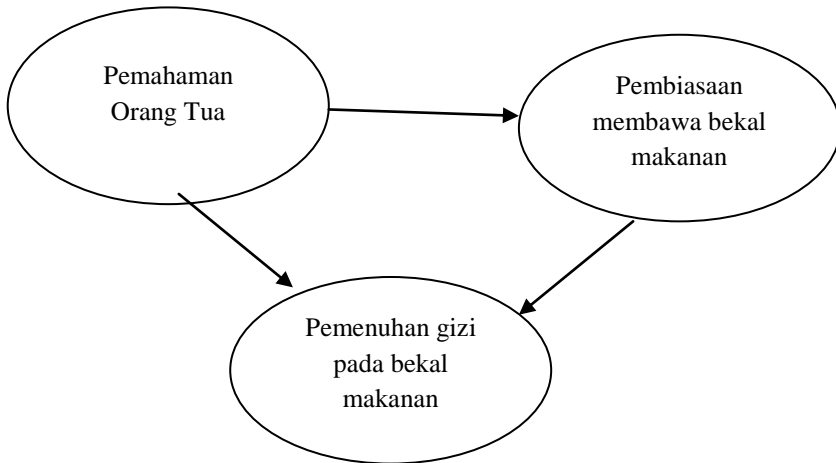 Pemahaman
Orang Tua
Pembiasaan
membawa bekal
makanan
Pemenuhan gizi
pada bekal
makanan